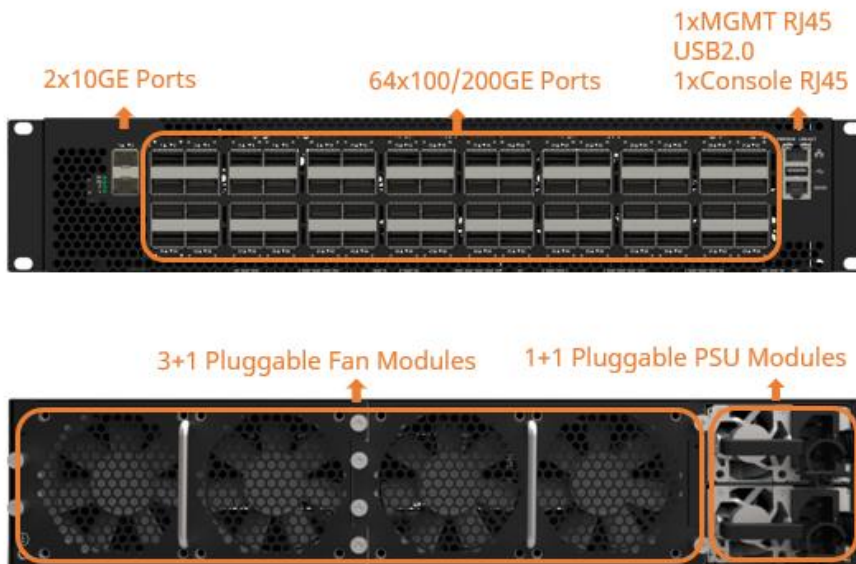 1xMGMT RJ45
USB2.0
2x10GE Ports
64x100/200GE Ports
1xConsole RJ45
3+1 Pluggable Fan Modules
1+1 Pluggable PSU Modules